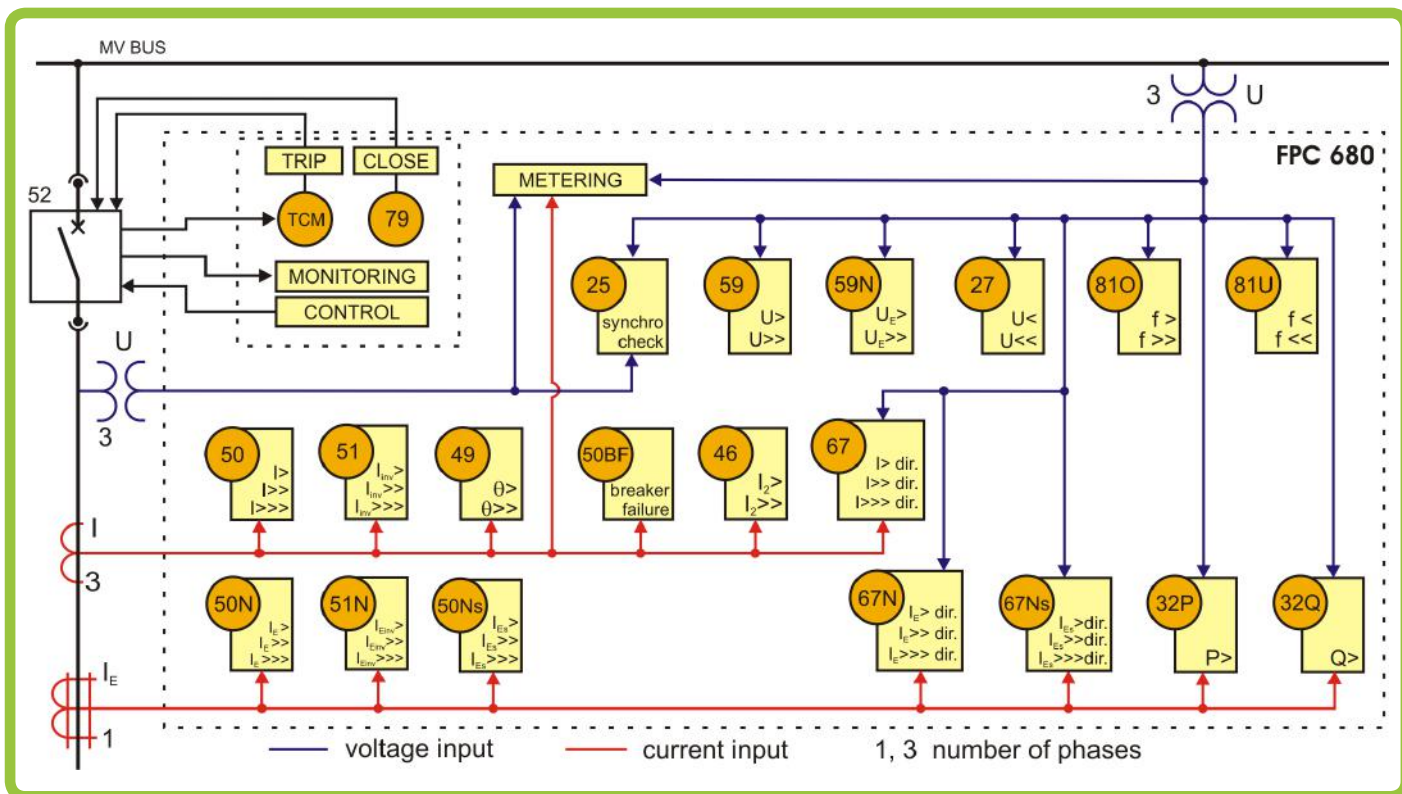 MV BUS
3 U
FPC 680
TRIP CLOSE
METERING
52
TCM 79
MONITORING
CONTROL
25
synchro
check
59
U>
U>>
59N
U_E>
U_E>>
27
U<
U<<
81O
f >
f >>
81U
f <
f <<
U
3
50
I>
I>>
I>>>
51
I_inv>
I_inv>>
I_inv>>>
49
θ>
θ>>
50BF
breaker
failure
46
I_2>
I_2>>
67
I> dir.
I>> dir.
I>>> dir.
I
3
50N
I_E>
I_E>>
I_E>>>
51N
I_Einv>
I_Einv>>
I_Einv>>>
50Ns
I_Es>
I_Es>>
I_Es>>>
67N
I_E> dir.
I_E>> dir.
I_E>>> dir.
67Ns
I_Es>dir.
I_Es>>dir.
I_Es>>>dir.
32P
P>
32Q
Q>
I_E
1
voltage input
current input
1, 3 number of phases